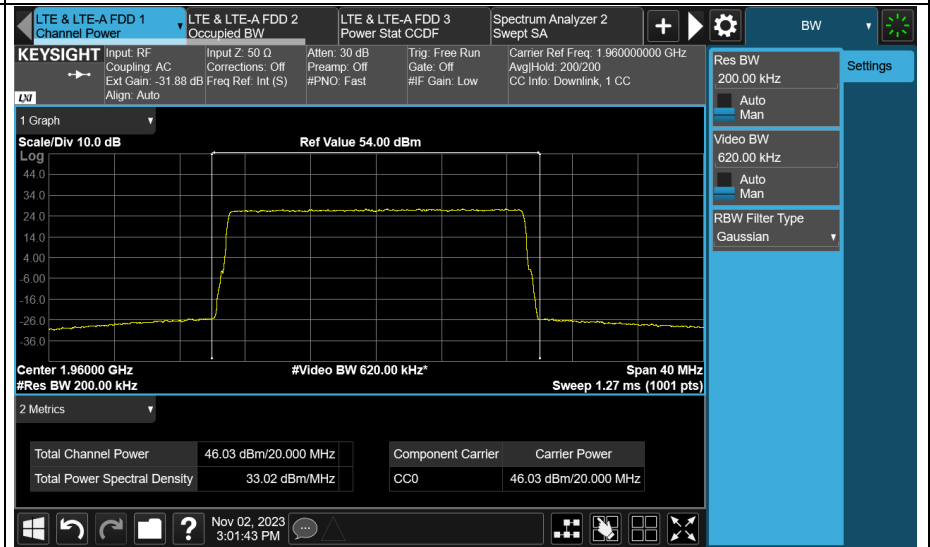 LTE & LTE-A FDD 1
Channel Power
LTE & LTE-A FDD 2
Occupied BW
LTE & LTE-A FDD 3
Power Stat CCDF
Spectrum Analyzer 2
Swept SA
BW
KEYSIGHT
LXI
Input: RF
Coupling: AC
Ext Gain: -31.88 dB
Align: Auto
Input Z: 50 Ω
Corrections: Off
Freq Ref: Int (S)
Atten: 30 dB
Preamp: Off
#PNO: Fast
Trig: Free Run
Gate: Off
#IF Gain: Low
Carrier Ref Freq: 1.960000000 GHz
Avg|Hold: 200/200
CC Info: Downlink, 1 CC
Res BW
200.00 kHz
Auto
Man
Video BW
620.00 kHz
Auto
Man
RBW Filter Type
Gaussian
Settings
1 Graph
Scale/Div 10.0 dB
Ref Value 54.00 dBm
Log
44.0
34.0
24.0
14.0
4.00
-6.00
-16.0
-26.0
-36.0
Center 1.96000 GHz
#Video BW 620.00 kHz*
Span 40 MHz
#Res BW 200.00 kHz
Sweep 1.27 ms (1001 pts)
2 Metrics
Total Channel Power 46.03 dBm/20.000 MHz
Total Power Spectral Density 33.02 dBm/MHz
Component Carrier Carrier Power
CC0 46.03 dBm/20.000 MHz
?
Nov 02, 2023
3:01:43 PM